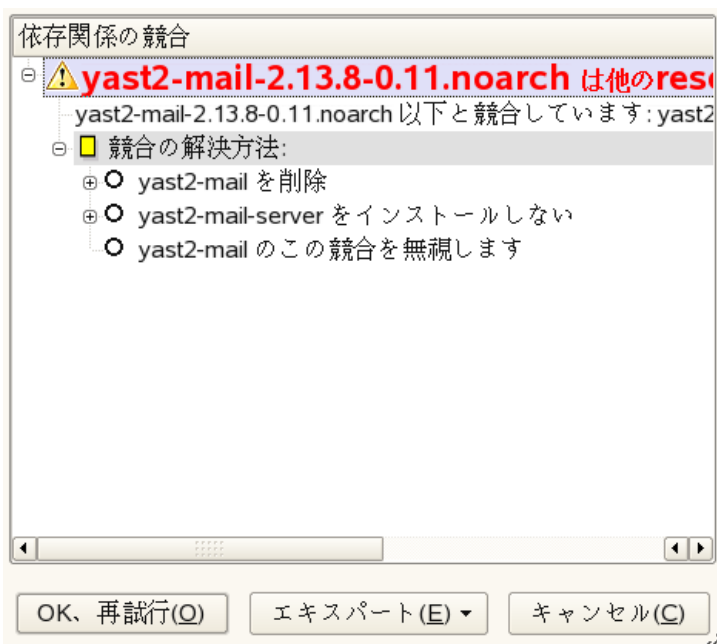 依存関係の競合
yast2-mail-2.13.8-0.11.noarch は他のreso
yast2-mail-2.13.8-0.11.noarch 以下と競合しています: yast2
競合の解決方法:
yast2-mail を削除
yast2-mail-server をインストールしない
yast2-mail のこの競合を無視します
OK、再試行(O)
エキスパート(E)
キャンセル(C)